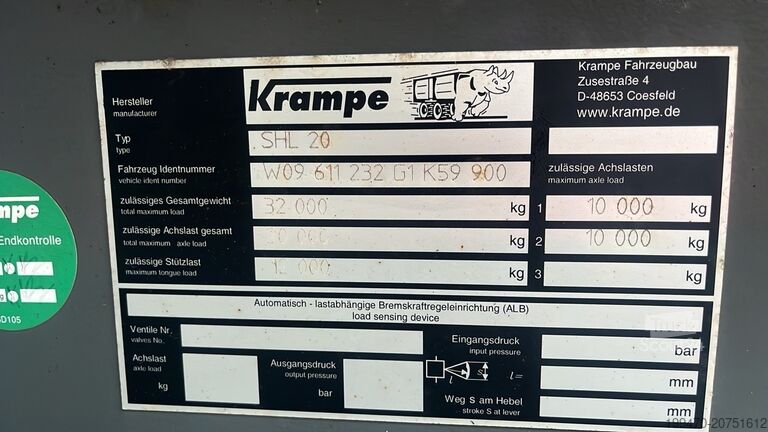 Krampe Fahrzeugbau
Zusestraße 4
D-48653 Coesfeld
www.krampe.de
Krampe
Hersteller
manufacturer
Typ
type
SHL 20
Fahrzeug Identnummer
vehicle ident number
W09 611 232 G1 K59 900
zulässige Achslasten
maximum axle load
zulässiges Gesamtgewicht
total maximum load
32 000 kg
1 10 000 kg
zulässige Achslast gesamt
total maximum axle load
kg
2 10 000 kg
zulässige Stützlast
maximum tongue load
kg
3 kg
Automatisch - lastabhängige Bremskraftregeleinrichtung (ALB)
load sensing device
Ventile Nr.
valves No.
Eingangsdruck
input pressure
bar
Achslast
axle load
kg
Ausgangsdruck
output pressure
bar
l
S
l=
mm
Weg S am Hebel
stroke S at lever
mm
mpe
Endkontrolle
D105
199470-20751612